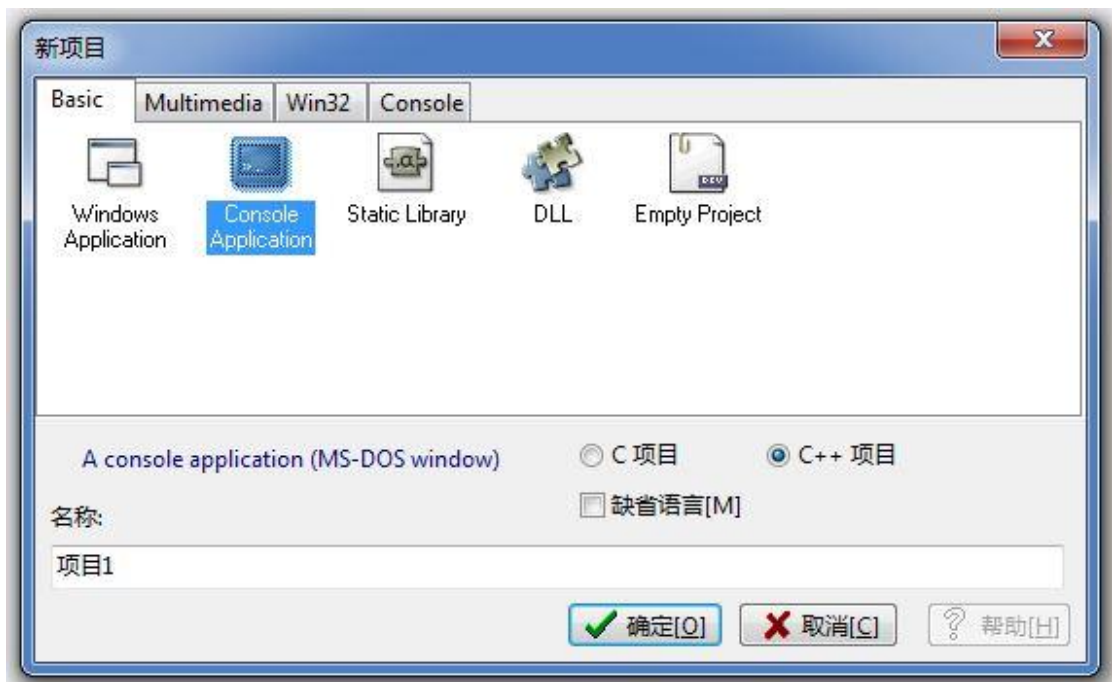 新项目
Basic Multimedia Win32 Console
Windows Application
Console Application
Static Library
DLL
Empty Project
DEV
A console application (MS-DOS window)
C 项目
C++ 项目
缺省语言[M]
名称:
项目1
确定[O] 取消[C] 帮助[H]